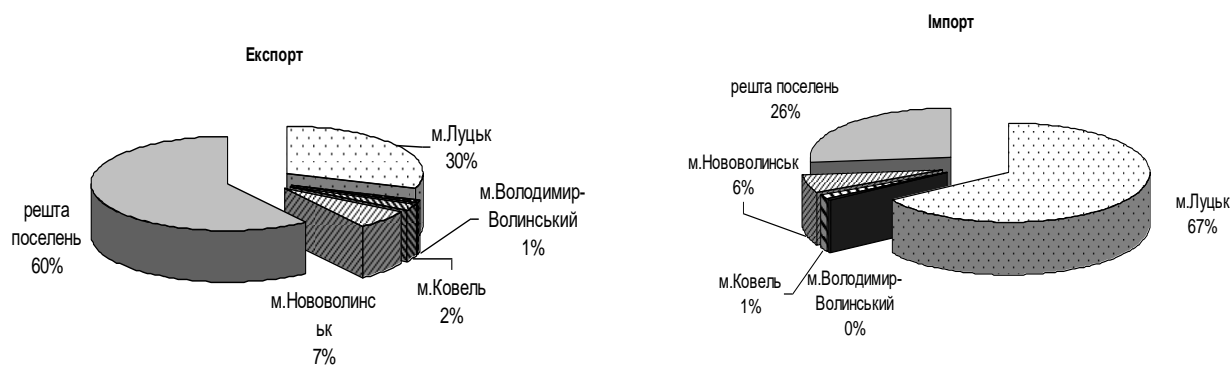 Експорт
м.Луцьк
30%
м.Володимир-
Волинський
1%
м.Ковель
2%
м.Нововолинс
ьк
7%
решта
поселень
60%
Імпорт
решта поселень
26%
м.Нововолинськ
6%
м.Ковель
1%
м.Володимир-
Волинський
0%
м.Луцьк
67%